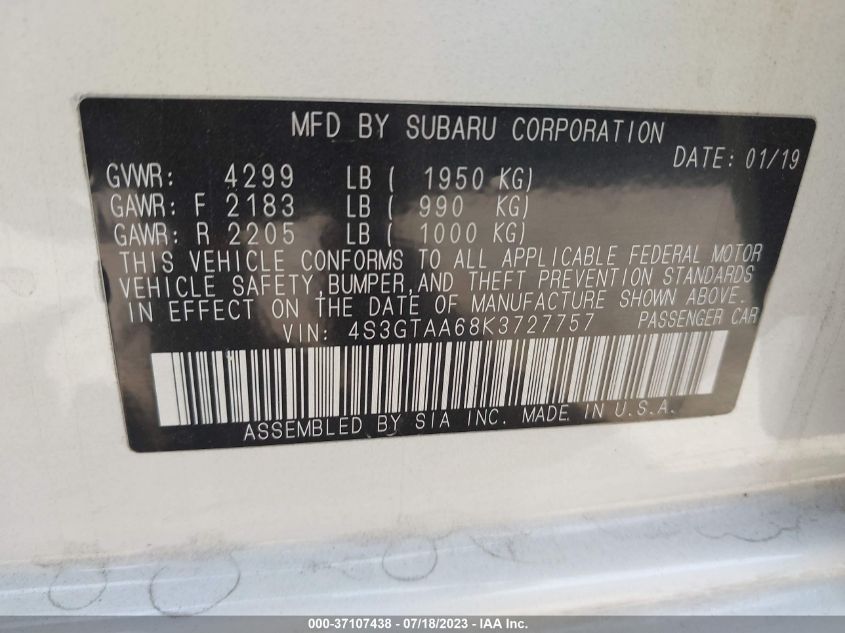 MFD BY SUBARU CORPORATION
DATE: 01/19
GVWR: 4299 LB ( 1950 KG)
GAWR: F 2183 LB ( 990 KG)
GAWR: R 2205 LB ( 1000 KG)
THIS VEHICLE CONFORMS TO ALL APPLICABLE FEDERAL MOTOR
VEHICLE SAFETY, BUMPER, AND THEFT PREVENTION STANDARDS
IN EFFECT ON THE DATE OF MANUFACTURE SHOWN ABOVE.
VIN: 4S3GTAA68K3727757 PASSENGER CAR
ASSEMBLED BY SIA INC. MADE IN U.S.A.
000-37107438 - 07/18/2023 - IAA Inc.